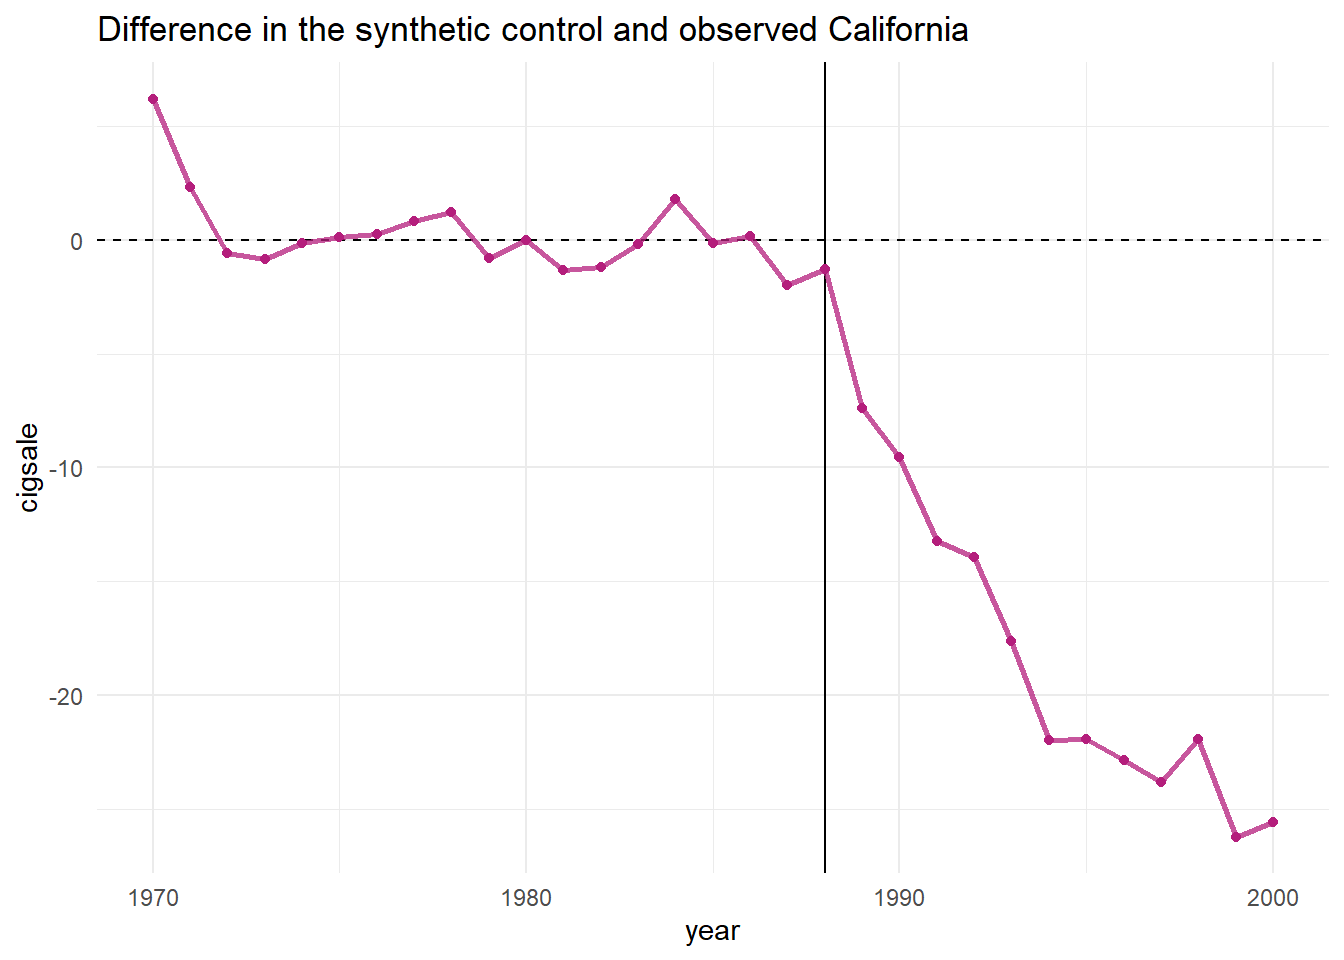 Difference in the synthetic control and observed California
cigsale
0
-10
-20
1970
1980
1990
2000
year